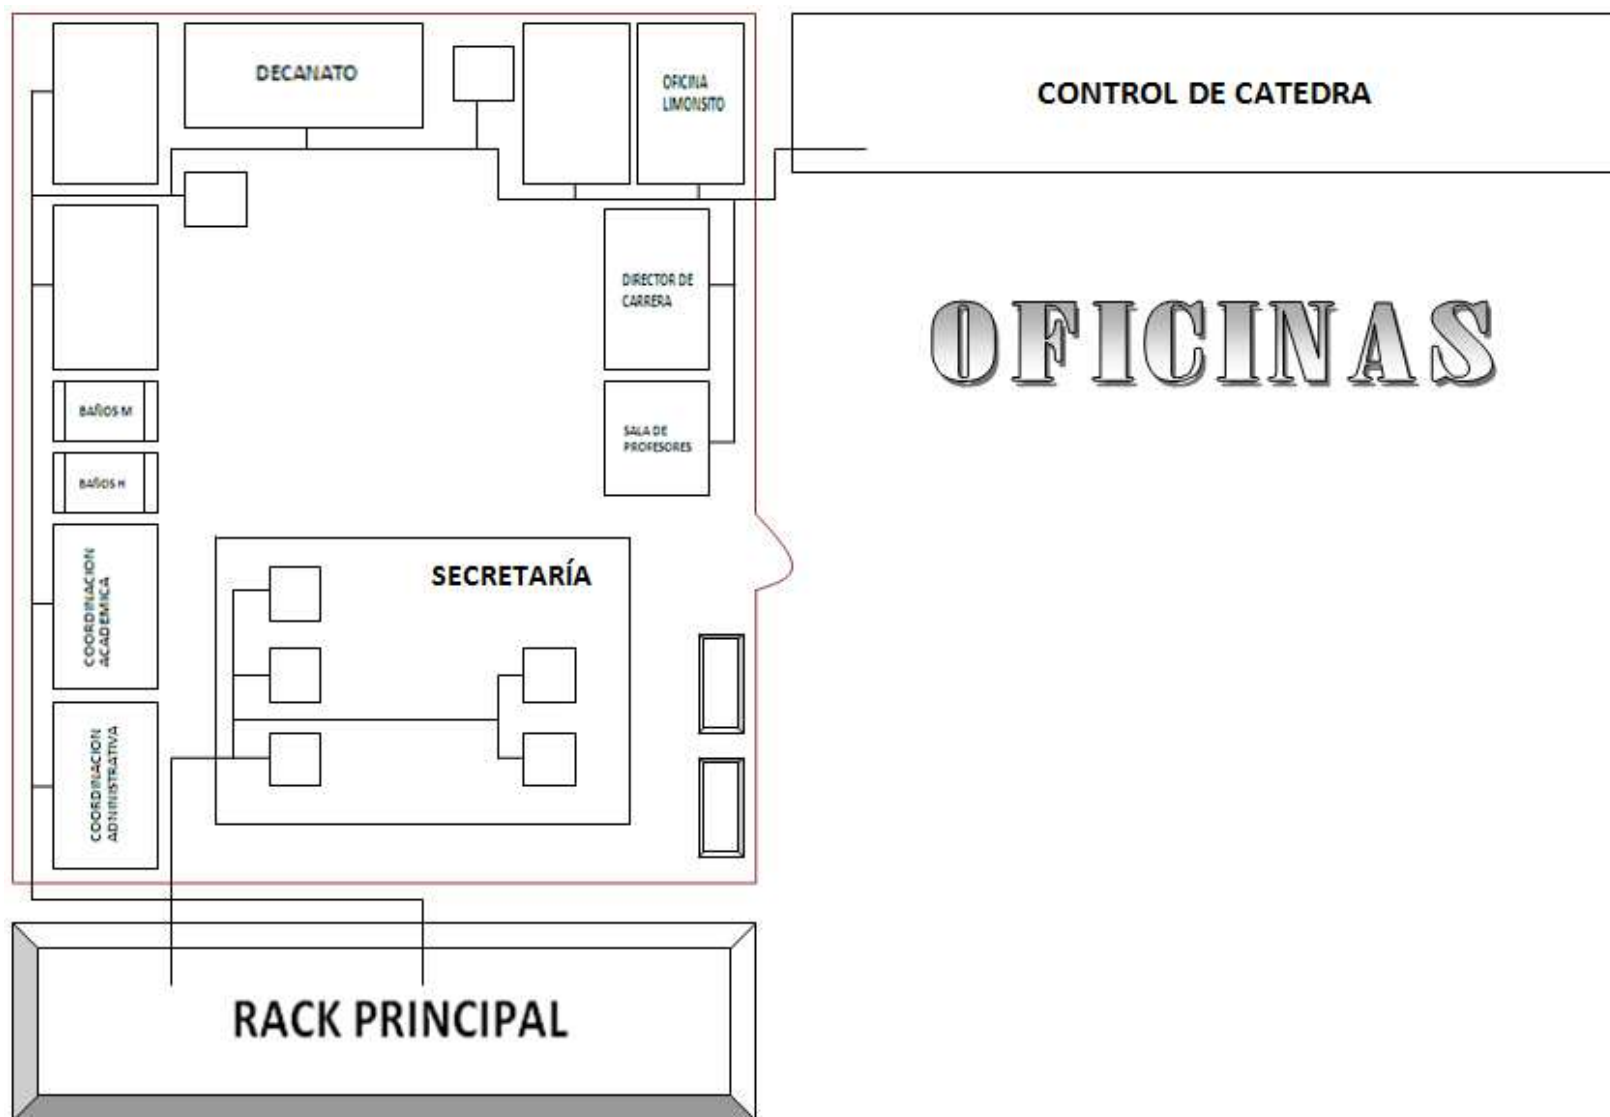 DECANATO
OFICINA
LIMONSITO
CONTROL DE CATEDRA
DIRECTOR DE
CARRERA
OFICINAS
BAÑOS M
SALA DE
PROFESORES
BAÑOS H
COORDINACION
ACADEMICA
SECRETARÍA
COORDINACION
ADNINISTRATIVA
RACK PRINCIPAL